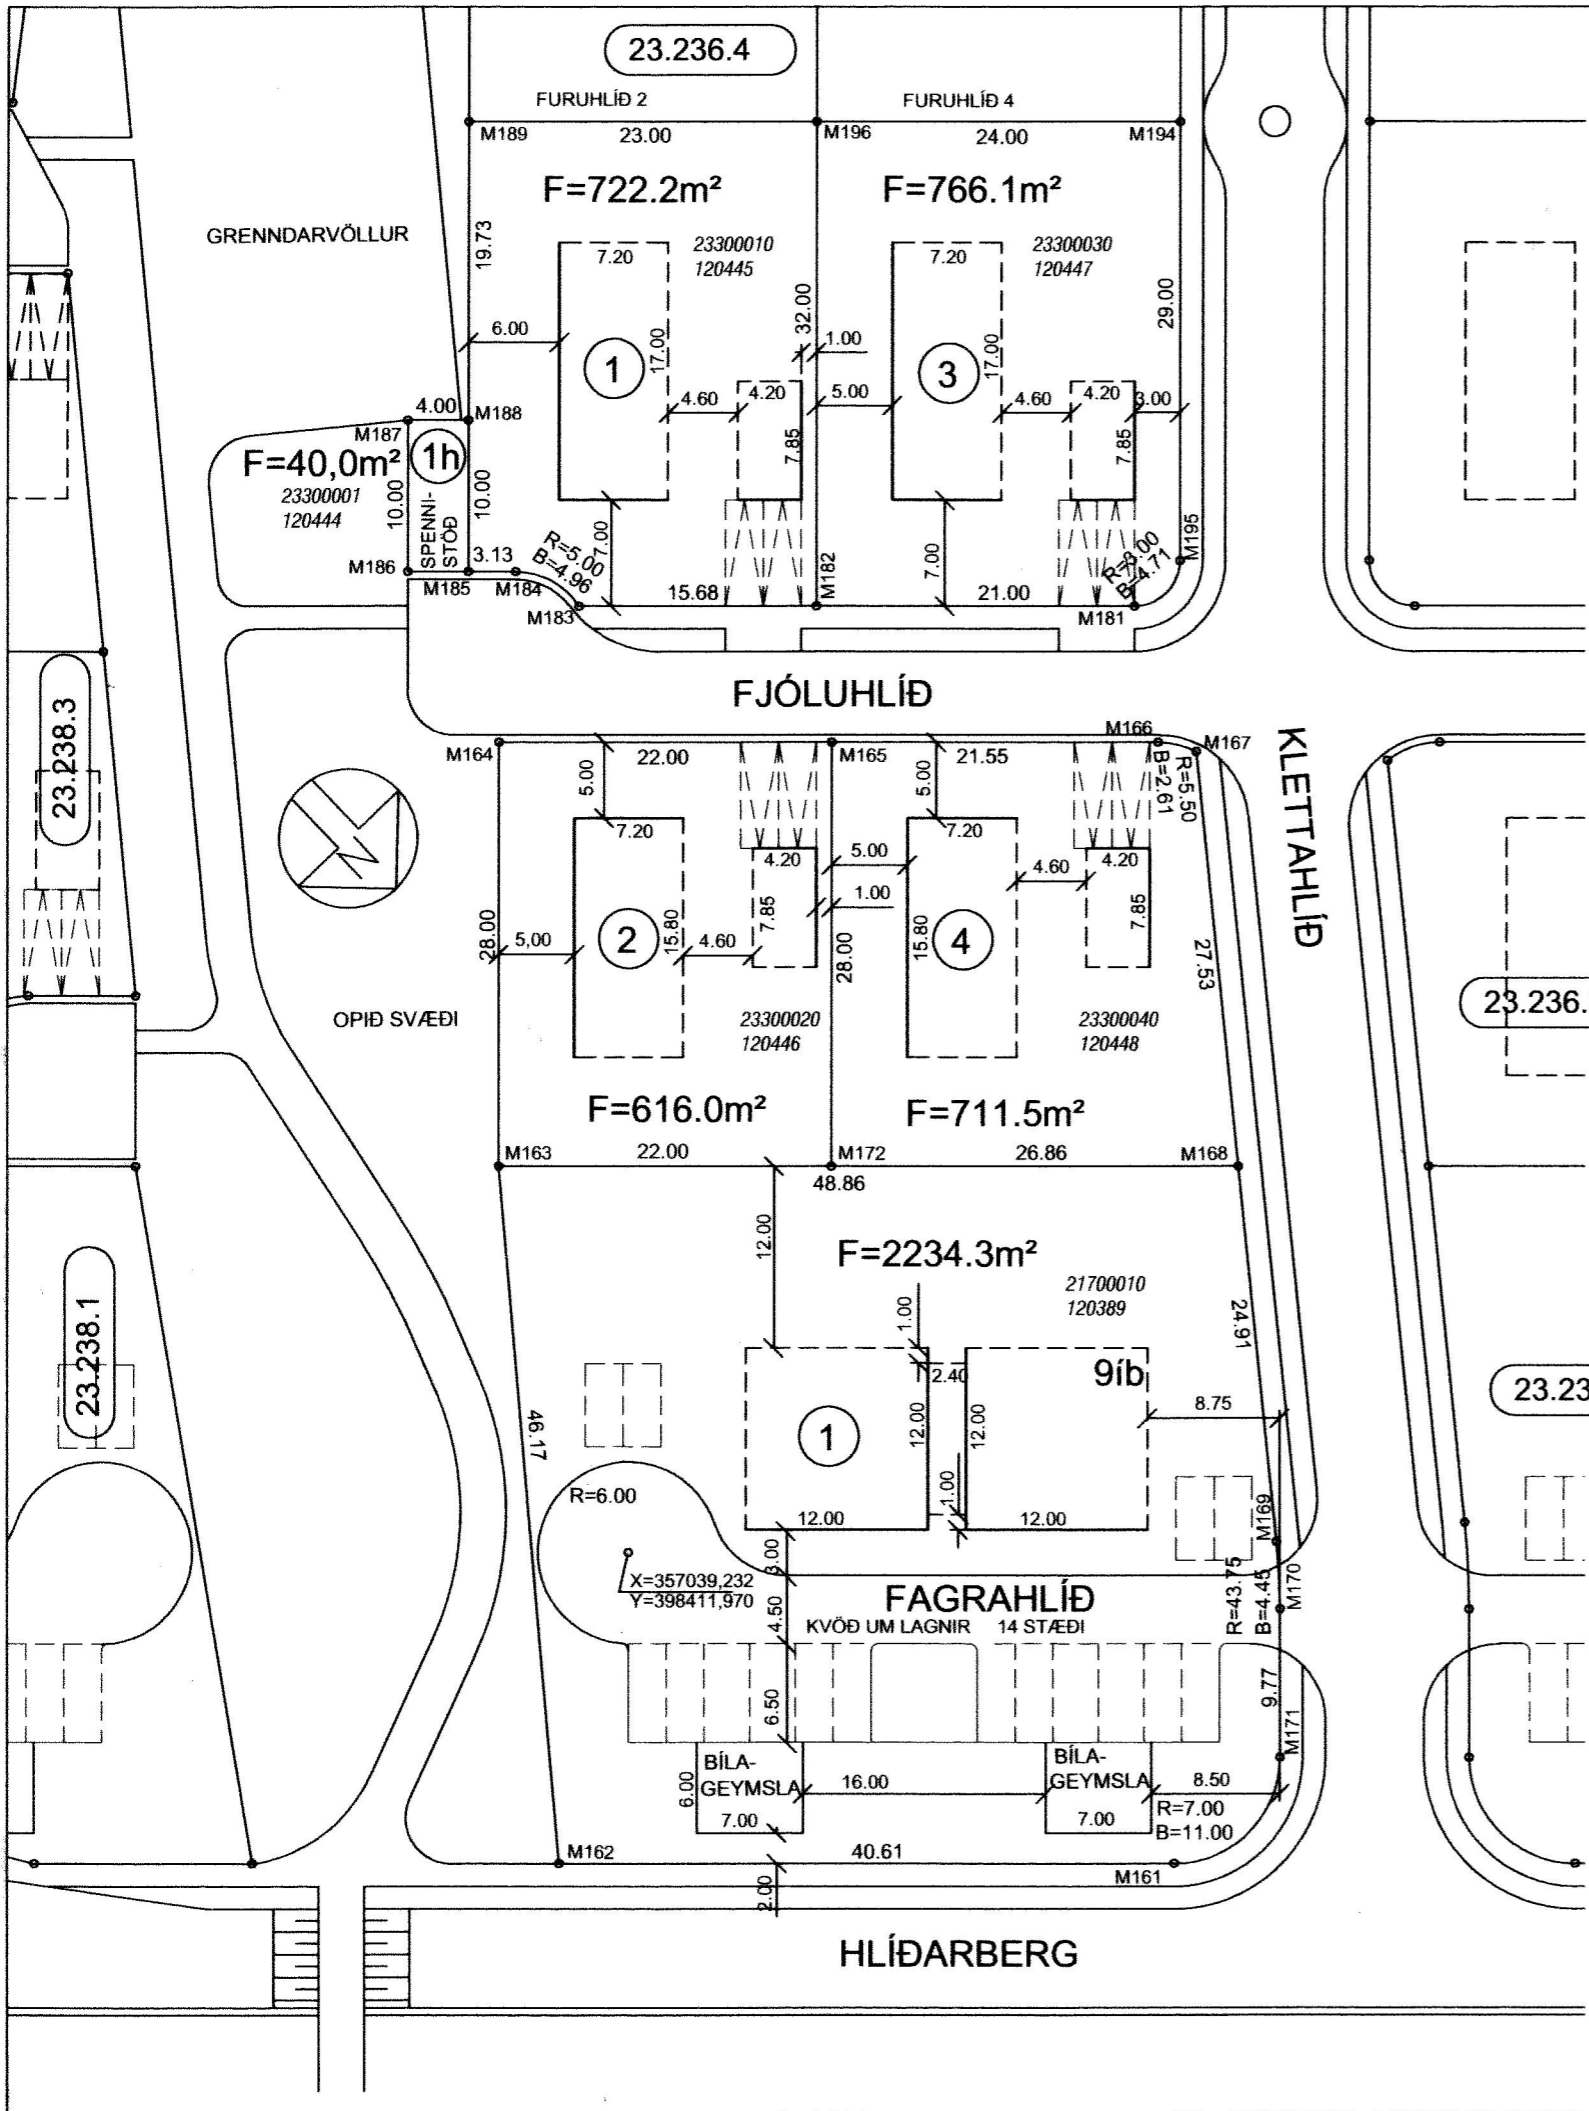 23.236.4
FURUHLÍÐ 2
FURUHLÍÐ 4
M189
23.00
M196
24.00
M194
F=722.2m²
F=766.1m²
GRENNDARVÖLLUR
19.73
7.20
23300010
120445
7.20
23300030
120447
6.00
32.00
1.00
29.00
1
17.00
3
17.00
4.60
4.20
5.00
4.60
4.20
3.00
7.85
7.85
4.00
M188
M187
F=40,0m²
1h
23300001
120444
10.00
SPENNI-
STÖÐ
10.00
M186
M185
3.13
M184
R=5.00
B=4.96
M183
7.00
15.68
M182
7.00
21.00
R=3.00
B=4.71
M181
M195
FJÓLUHLÍÐ
KLETTAHLÍÐ
23.238.3
M164
22.00
M165
21.55
M166
M167
R=5.50
B=2.61
5.00
5.00
7.20
4.20
5.00
7.20
4.60
4.20
1.00
7.85
7.85
28.00
5,00
2
15.80
4.60
28.00
15.80
4
27.53
OPIÐ SVÆÐI
23300020
120446
23300040
120448
23.236.
F=616.0m²
F=711.5m²
M163
22.00
M172
26.86
M168
48.86
12.00
F=2234.3m²
21700010
120389
24.91
23.238.1
1.00
2.40
9íb
23.23
8.75
46.17
1
12.00
12.00
R=6.00
1.00
12.00
12.00
M169
3.00
X=357039,232
Y=398411,970
FAGRAHLÍÐ
R=43.75
B=4.45
M170
4.50
KVÖÐ UM LAGNIR
14 STÆÐI
6.50
9.77
M171
BÍLA-
GEYMSLA
6.00
7.00
16.00
BÍLA-
GEYMSLA
7.00
8.50
R=7.00
B=11.00
M162
40.61
M161
2.00
HLÍÐARBERG